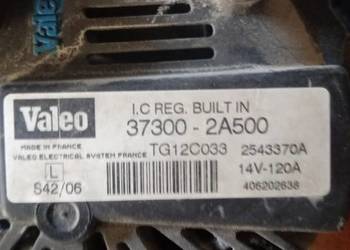 valeo
Valeo
I.C REG. BUILT IN
37300 - 2A500
MADE IN FRANCE
VALEO ELECTRICAL SYSTEM FRANCE
TG12C033 2543370A
L
14V-120A
S42/06
406202638